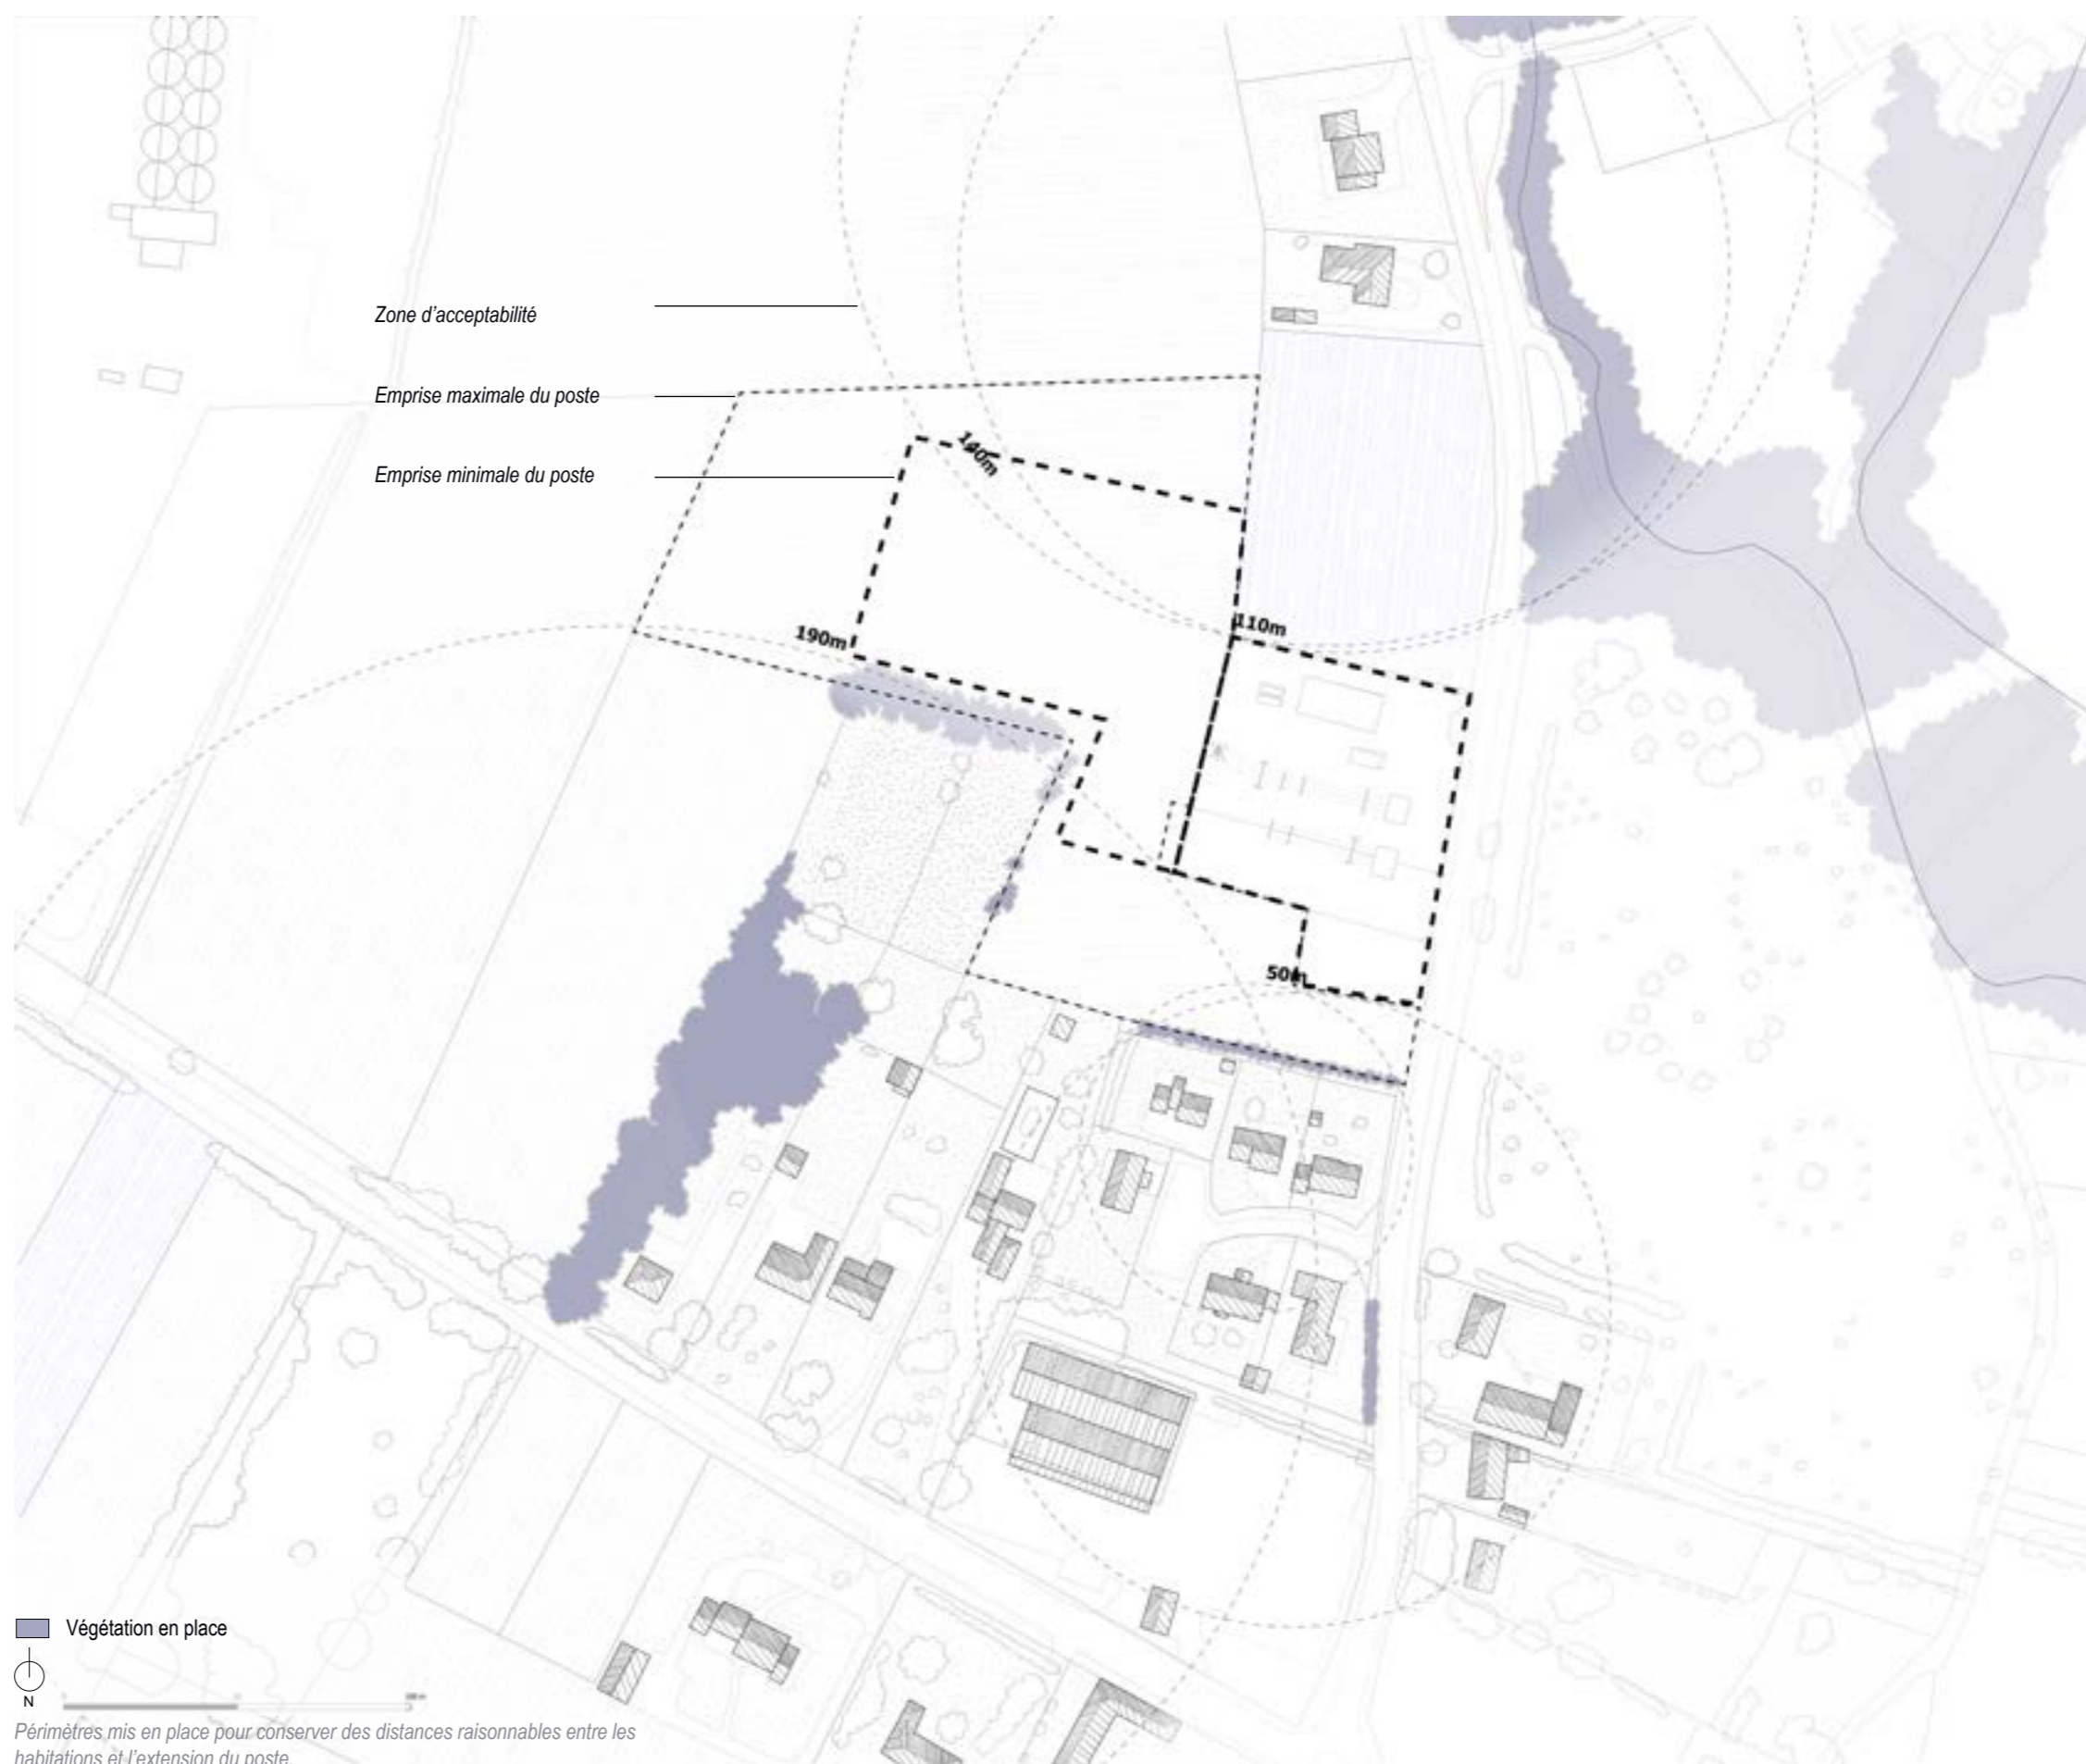 Zone d'acceptabilité
Emprise maximale du poste
140m
Emprise minimale du poste
110m
190m
50m
Végétation en place
N
Périmètres mis en place pour conserver des distances raisonnables entre les
habitations et l'extension du poste.